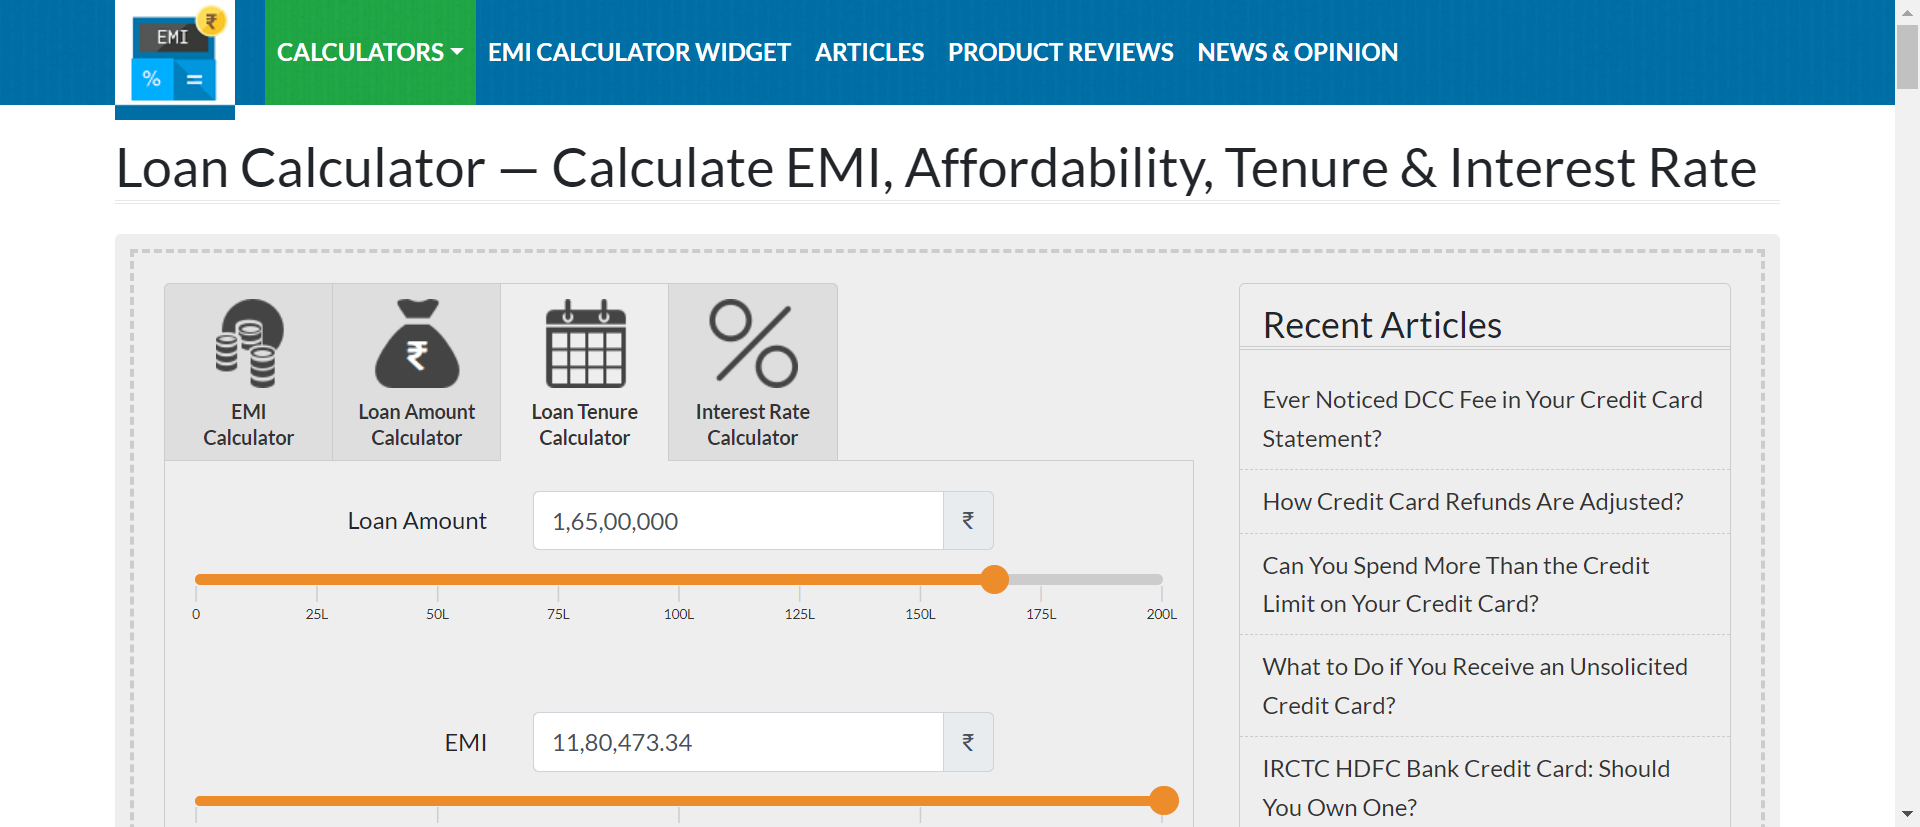 EMI
₹
%
=
CALCULATORS EMI CALCULATOR WIDGET ARTICLES PRODUCT REVIEWS NEWS & OPINION
Loan Calculator — Calculate EMI, Affordability, Tenure & Interest Rate
₹
%
EMI
Calculator
Loan Amount
Calculator
Loan Tenure
Calculator
Interest Rate
Calculator
Loan Amount 1,65,00,000 ₹
0 25L 50L 75L 100L 125L 150L 175L 200L
EMI 11,80,473.34 ₹
Recent Articles
Ever Noticed DCC Fee in Your Credit Card
Statement?
How Credit Card Refunds Are Adjusted?
Can You Spend More Than the Credit
Limit on Your Credit Card?
What to Do if You Receive an Unsolicited
Credit Card?
IRCTC HDFC Bank Credit Card: Should
You Own One?